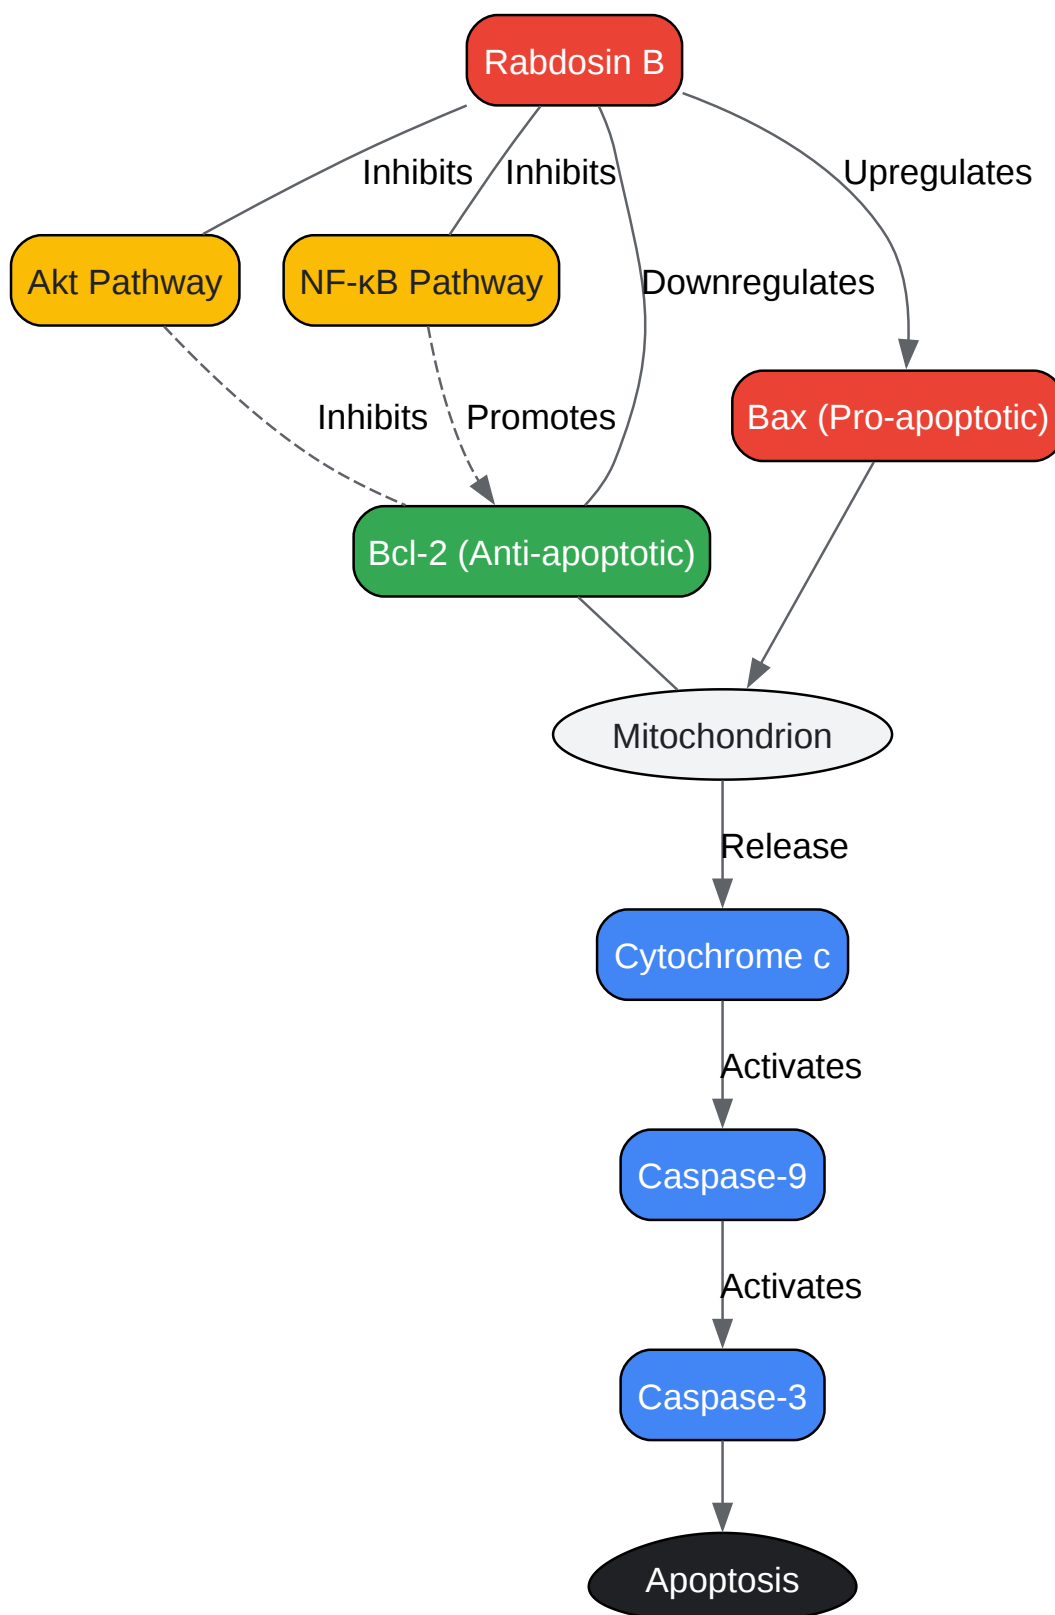 Rabdosin B
Inhibits
Inhibits
Upregulates
Akt Pathway
NF-κB Pathway
Downregulates
Inhibits
Promotes
Bax (Pro-apoptotic)
Bcl-2 (Anti-apoptotic)
Mitochondrion
Release
Cytochrome c
Activates
Caspase-9
Activates
Caspase-3
Apoptosis